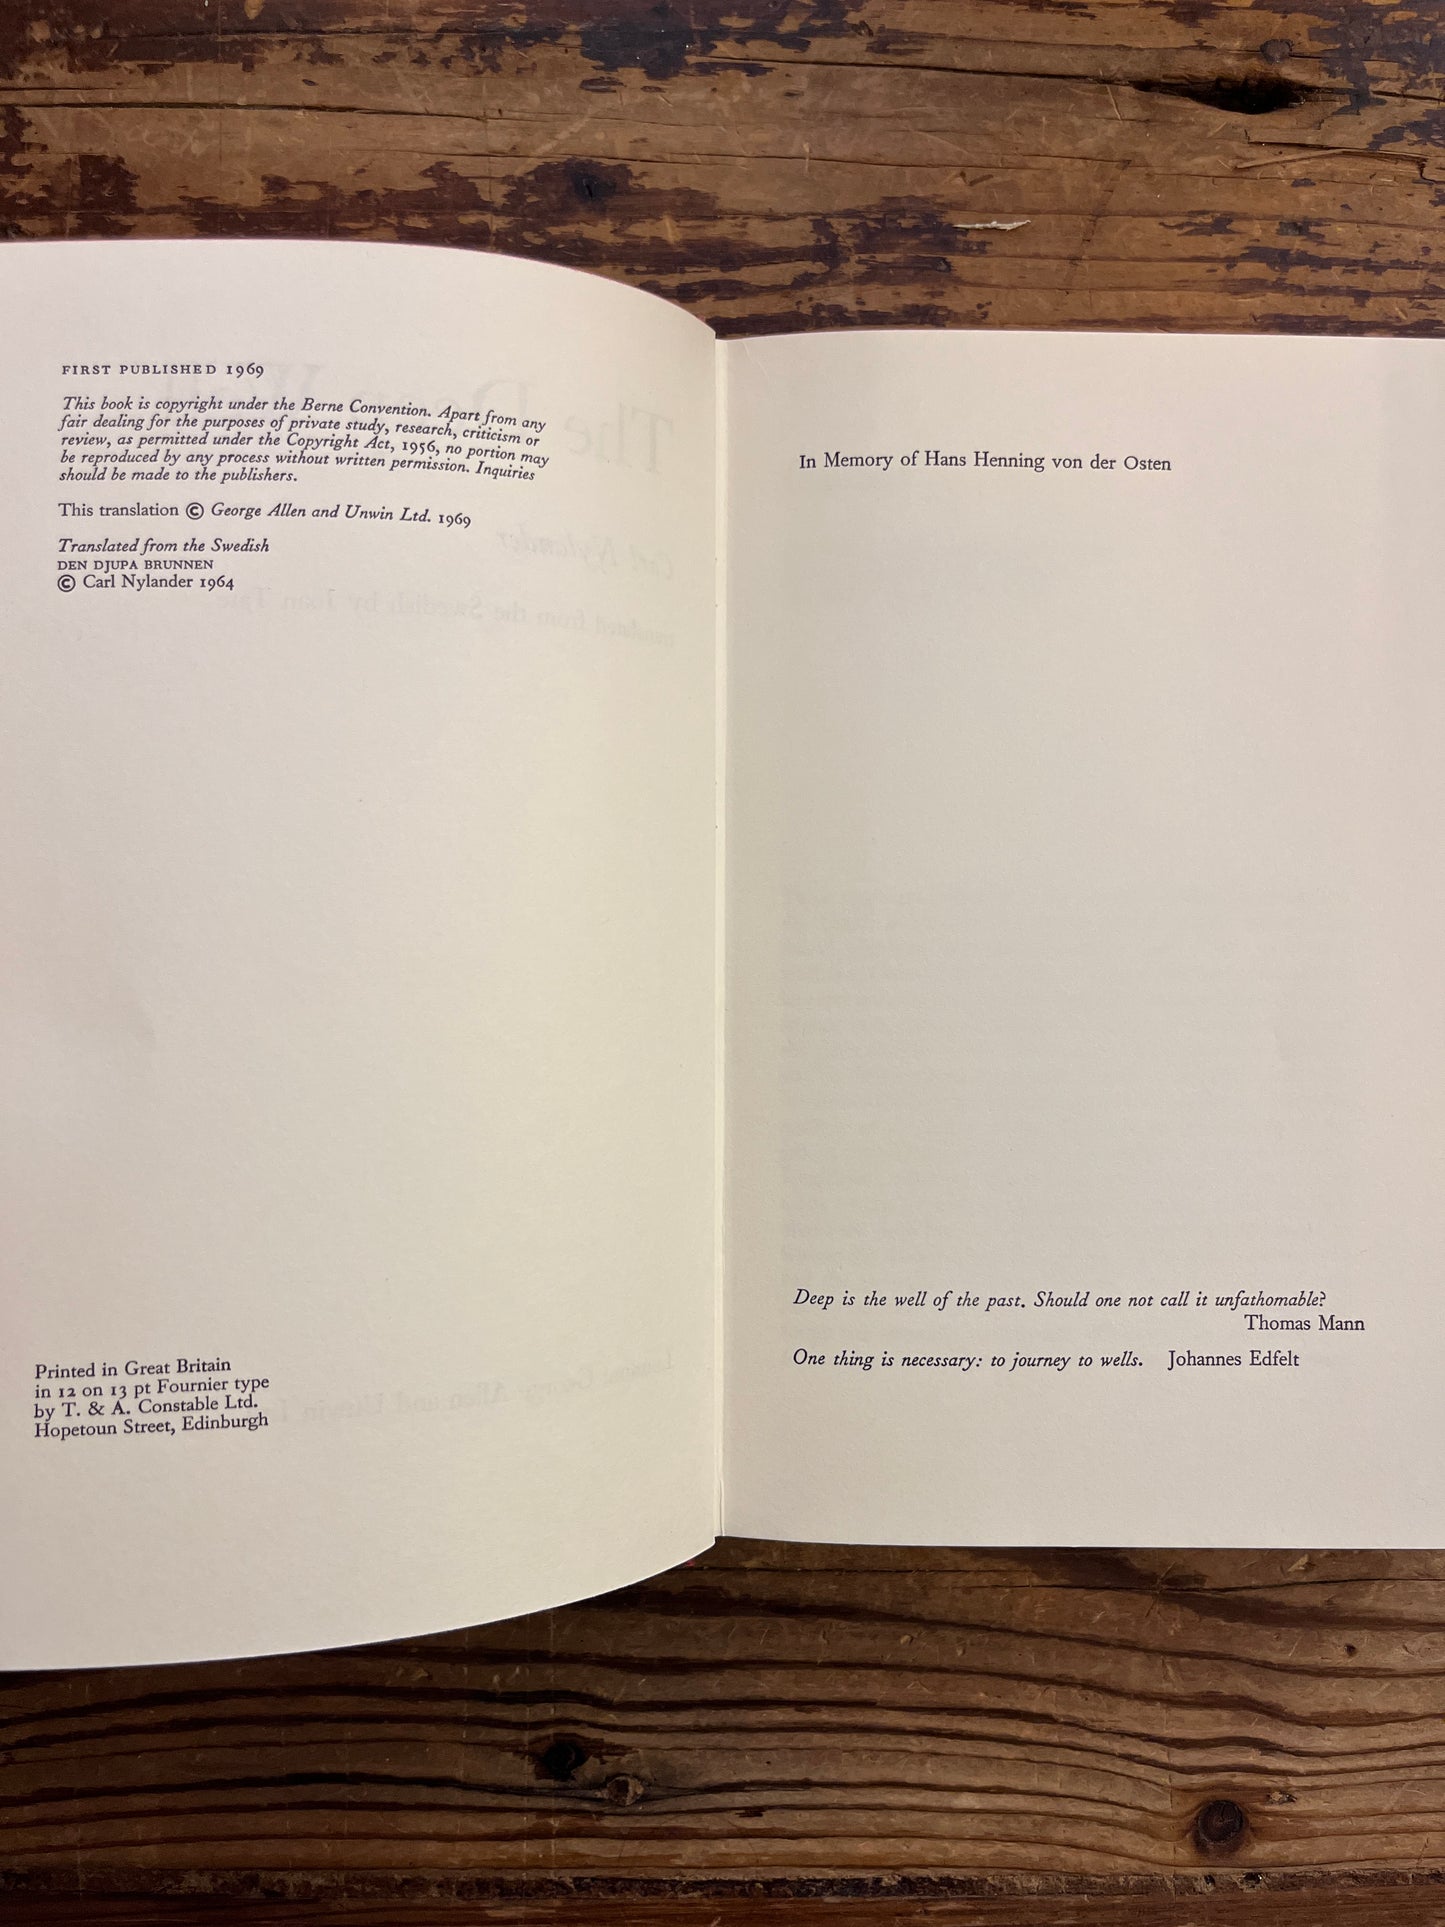 FIRST PUBLISHED 1969
This book is copyright under the Berne Convention. Apart from any
fair dealing for the purposes of private study, research, criticism or
review, as permitted under the Copyright Act, 1956, no portion may
be reproduced by any process without written permission. Inquiries
should be made to the publishers.
This translation © George Allen and Unwin Ltd. 1969
Translated from the Swedish
DEN DJUPA BRUNNEN
© Carl Nylander 1964
Printed in Great Britain
in 12 on 13 pt Fournier type
by T. & A. Constable Ltd.
Hopetoun Street, Edinburgh
In Memory of Hans Henning von der Osten
Deep is the well of the past. Should one not call it unfathomable?
Thomas Mann
One thing is necessary: to journey to wells. Johannes Edfelt